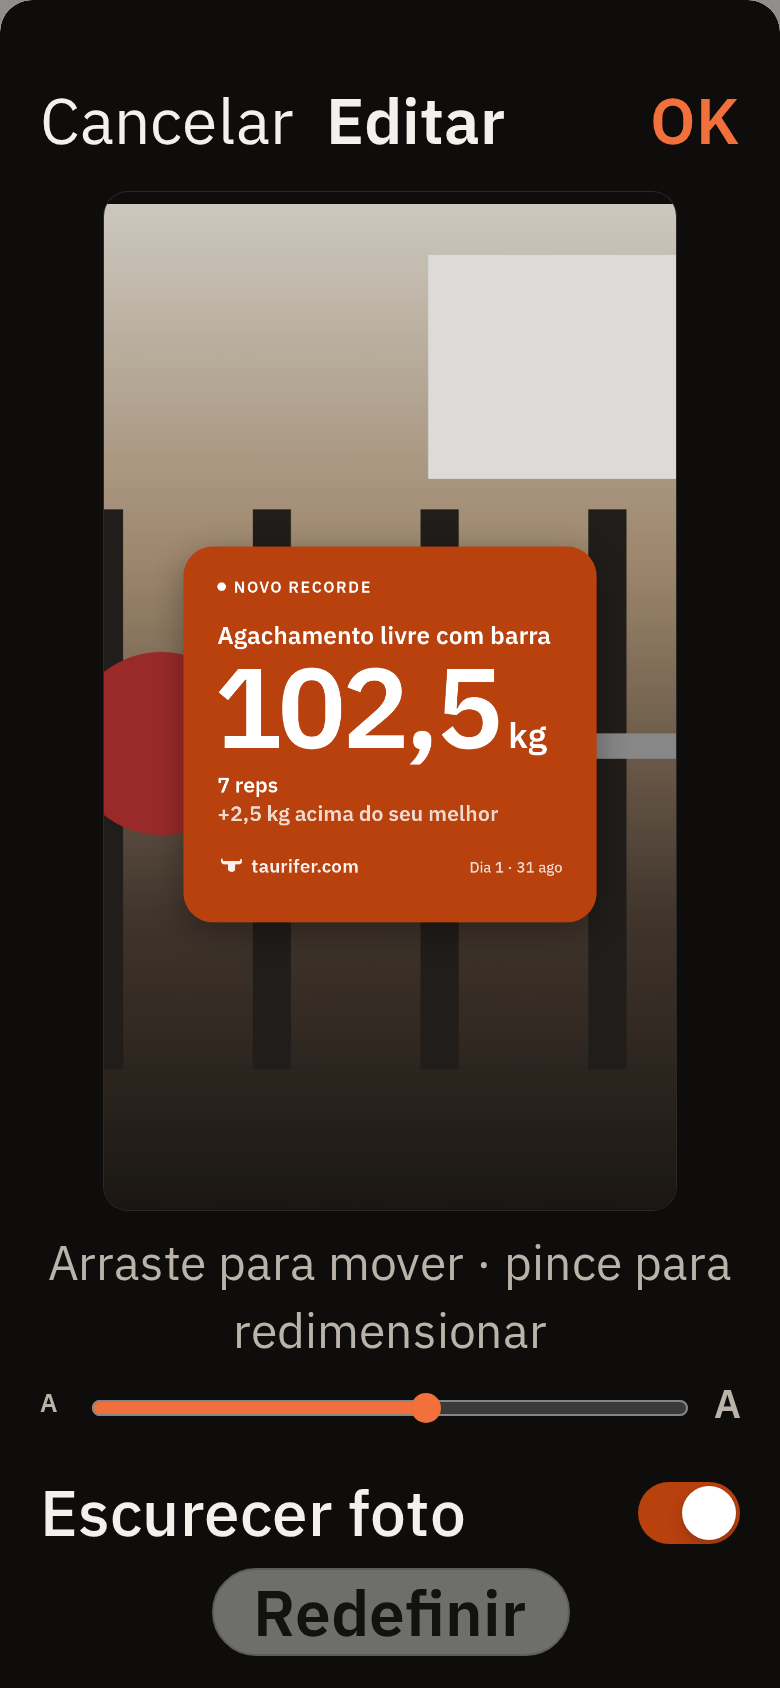 Cancelar Editar OK
NOVO RECORDE
Agachamento livre com barra
102,5 kg
7 reps
+2,5 kg acima do seu melhor
taurifer.com Dia 1 · 31 ago
Arraste para mover · pince para
redimensionar
A A
Escurecer foto
Redefinir